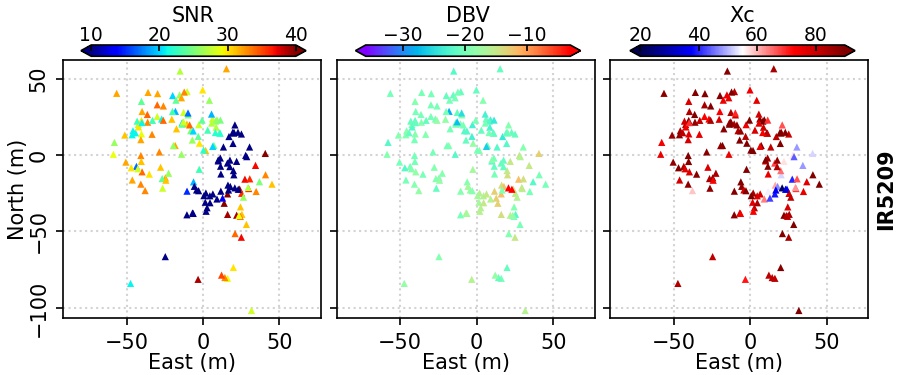 SNR DBV Xc
10 20 30 40 −30 −20 −10 20 40 60 80
50
0
−50
−100
North (m)
−50 0 50 −50 0 50 −50 0 50
East (m) East (m) East (m)
IR5209